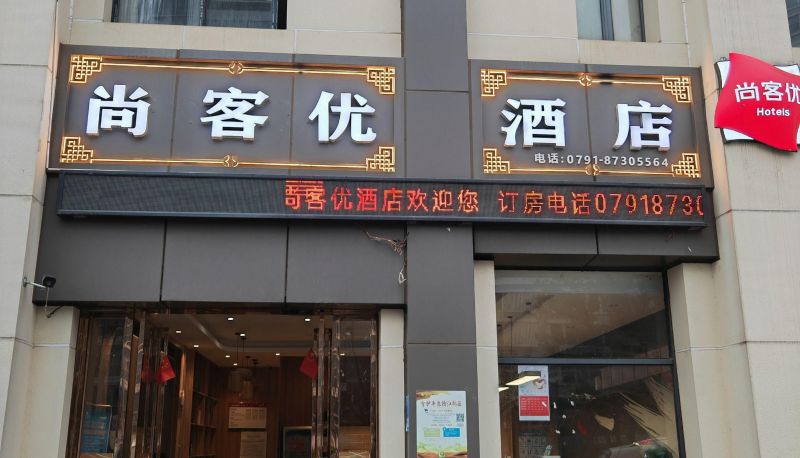 尚客优 酒店
电话:0791-87305564
尚客优
Hotels
客优酒店欢迎您 订房电话0791873